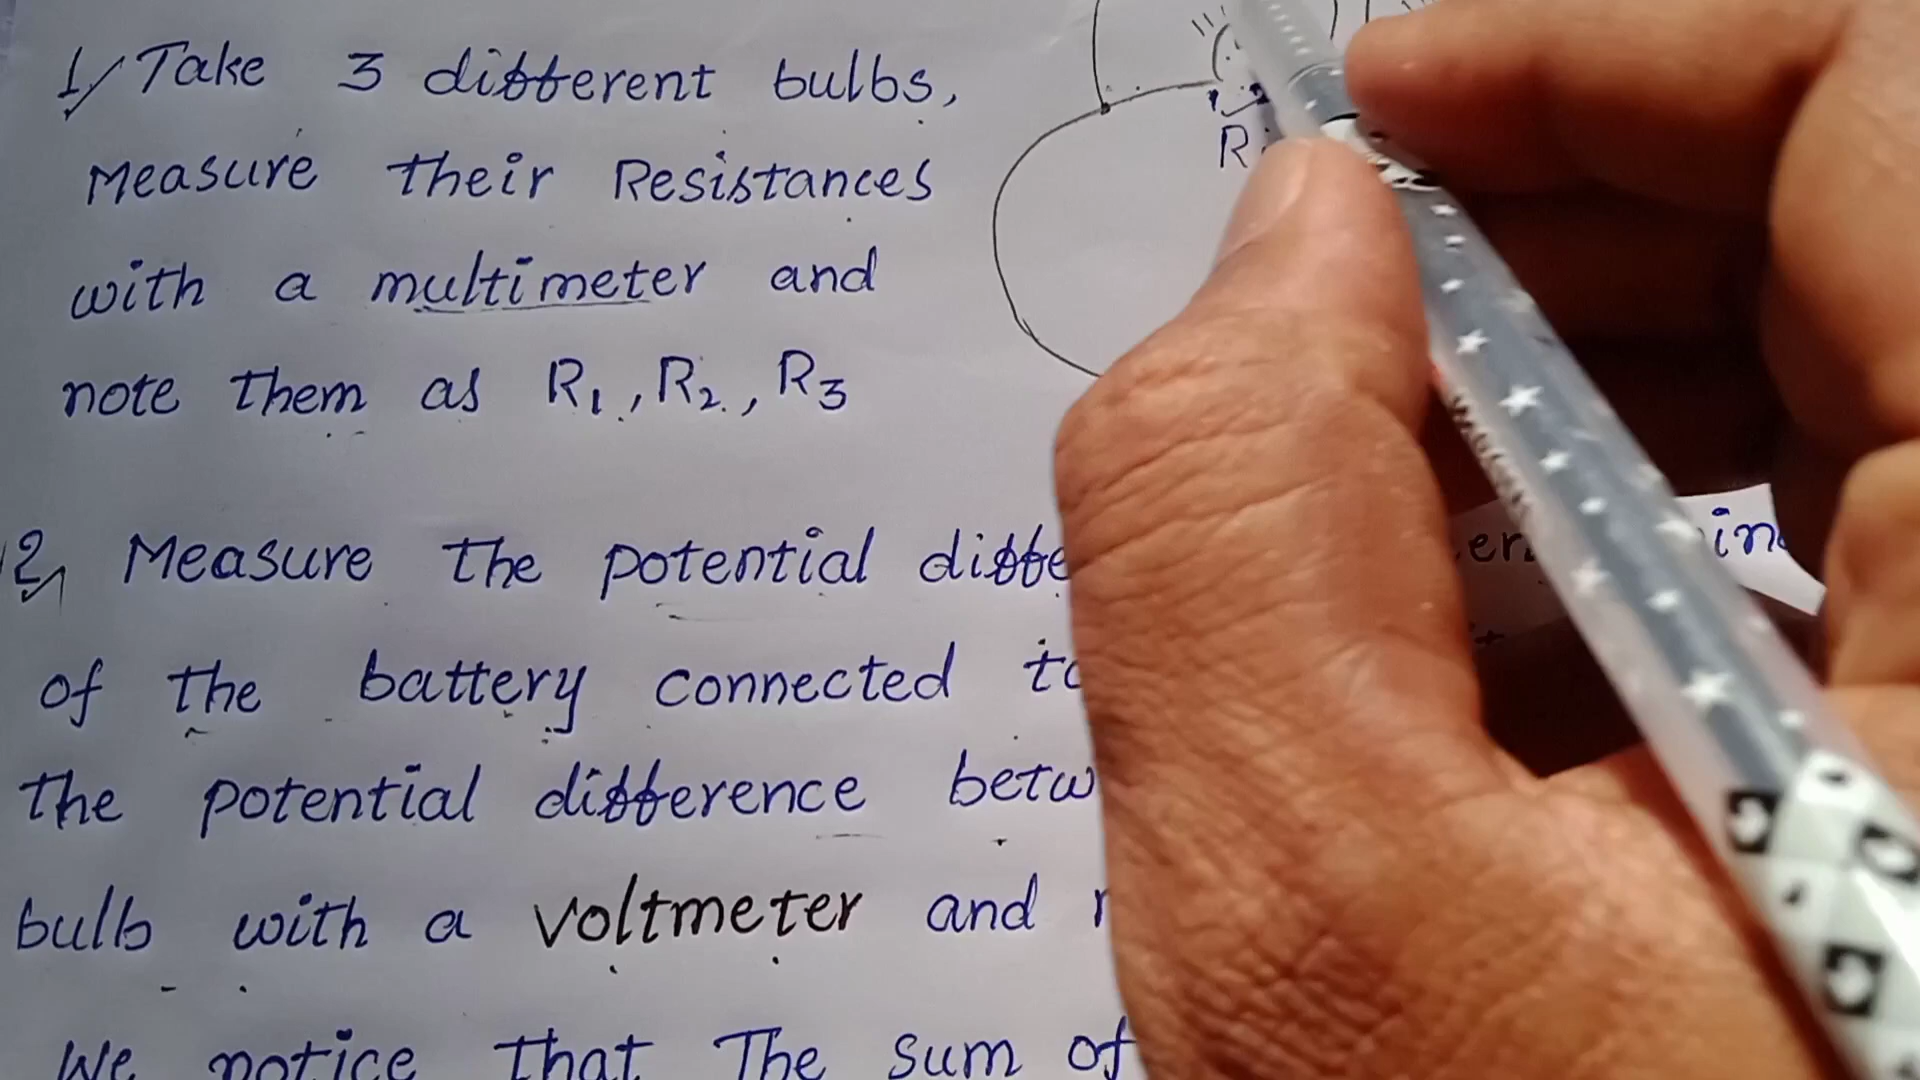 1, Take 3 different bulbs,
Measure their Resistances
with a multimeter and
note them as R1, R2, R3
R
2, Measure the potential diffe
of the battery connected to
the potential difference betw
bulb with a voltmeter and
We notice that The sum of